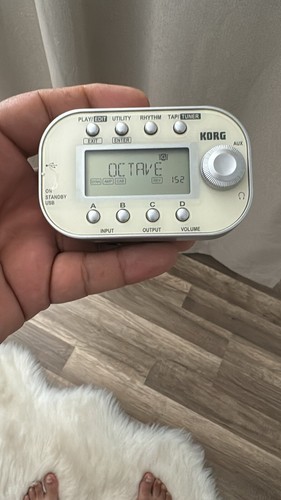 PLAY/EDIT UTILITY RHYTHM TAP/TUNER
EXIT ENTER
KORG
AUX
OCTAVE
152
ON
STANDBY
USB
A B C D
INPUT OUTPUT VOLUME